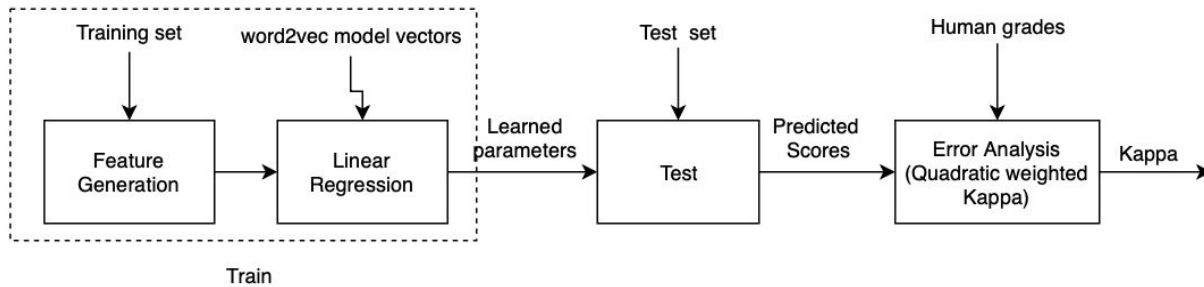 Training set
word2vec model vectors
Test set
Human grades
Feature
Generation
Linear
Regression
Learned
parameters
Test
Predicted
Scores
Error Analysis
(Quadratic weighted
Kappa)
Kappa
Train